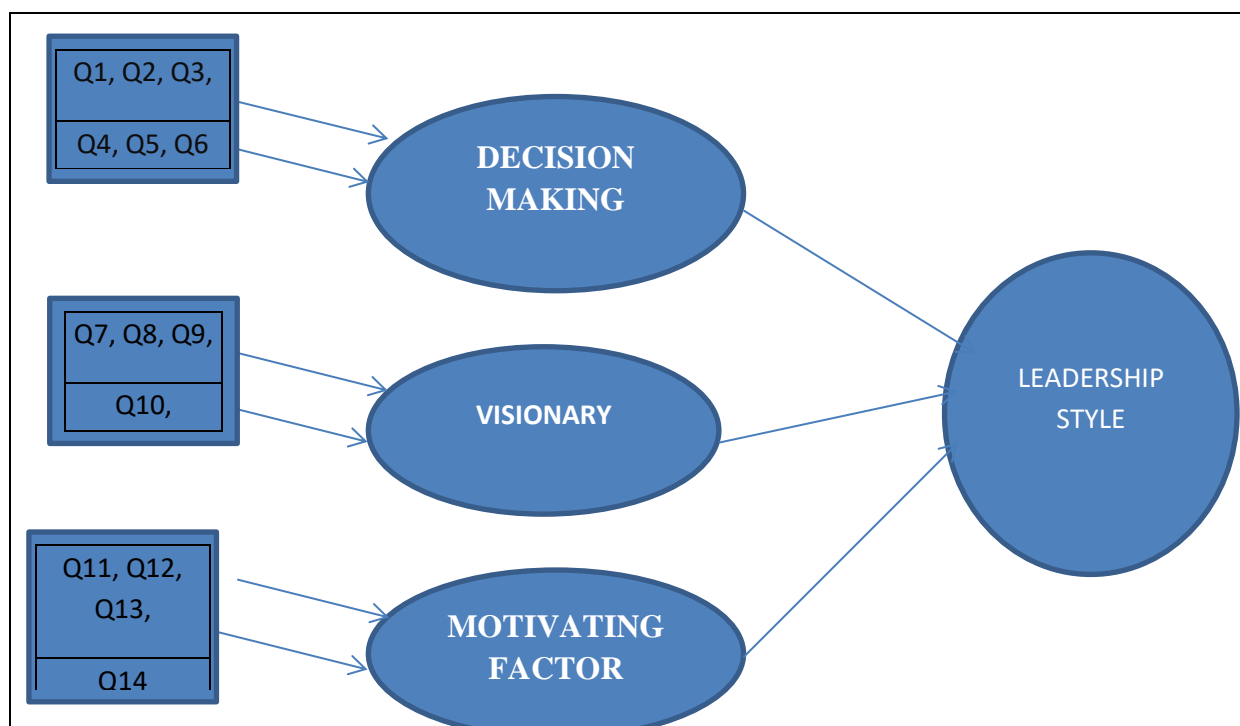 Q1, Q2, Q3,
Q4, Q5, Q6
DECISION
MAKING
Q7, Q8, Q9,
Q10,
VISIONARY
LEADERSHIP
STYLE
Q11, Q12,
Q13,
Q14
MOTIVATING
FACTOR